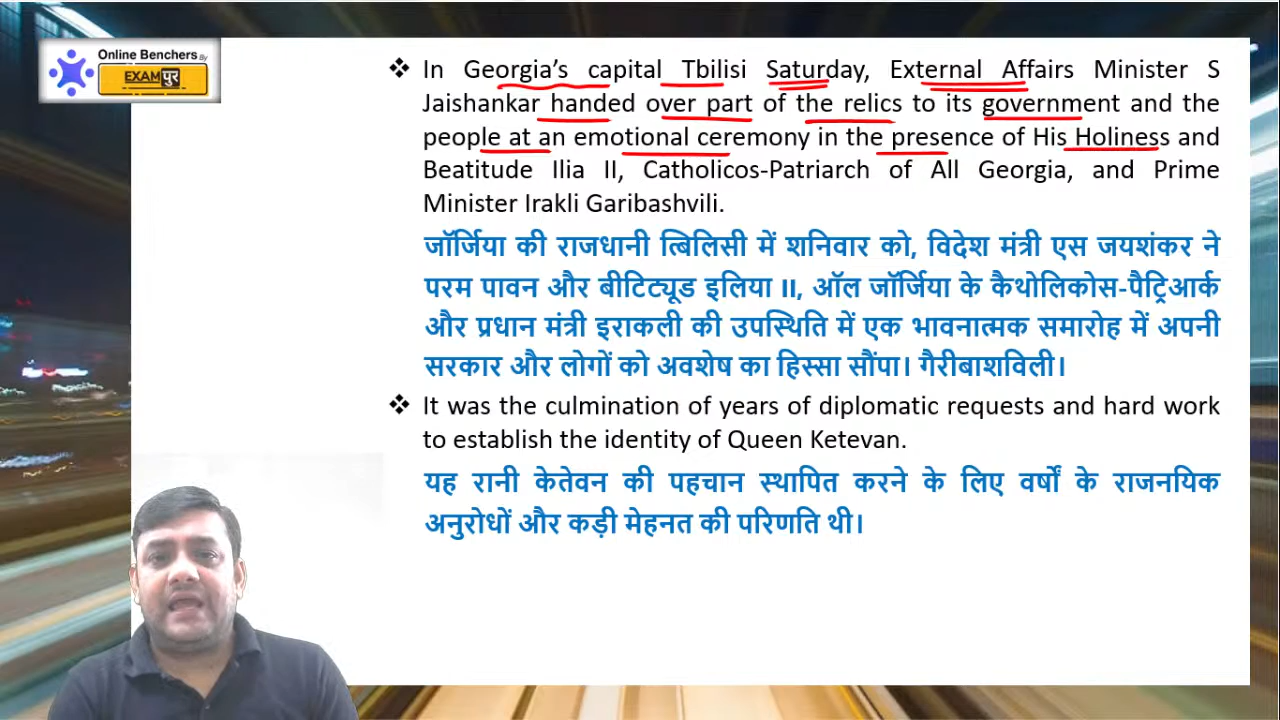 Online Benchers By
EXAMपुर
❖ In Georgia's capital Tbilisi Saturday, External Affairs Minister S
Jaishankar handed over part of the relics to its government and the
people at an emotional ceremony in the presence of His Holiness and
Beatitude Ilia II, Catholicos-Patriarch of All Georgia, and Prime
Minister Irakli Garibashvili.
जॉर्जिया की राजधानी त्बिलिसी में शनिवार को, विदेश मंत्री एस जयशंकर ने
परम पावन और बीटिट्यूड इलिया II, ऑल जॉर्जिया के कैथोलिकोस-पैट्रिआर्क
और प्रधान मंत्री इराकली की उपस्थिति में एक भावनात्मक समारोह में अपनी
सरकार और लोगों को अवशेष का हिस्सा सौंपा। गैरीबाशविली।
❖ It was the culmination of years of diplomatic requests and hard work
to establish the identity of Queen Ketevan.
यह रानी केतेवन की पहचान स्थापित करने के लिए वर्षों के राजनयिक
अनुरोधों और कड़ी मेहनत की परिणति थी।